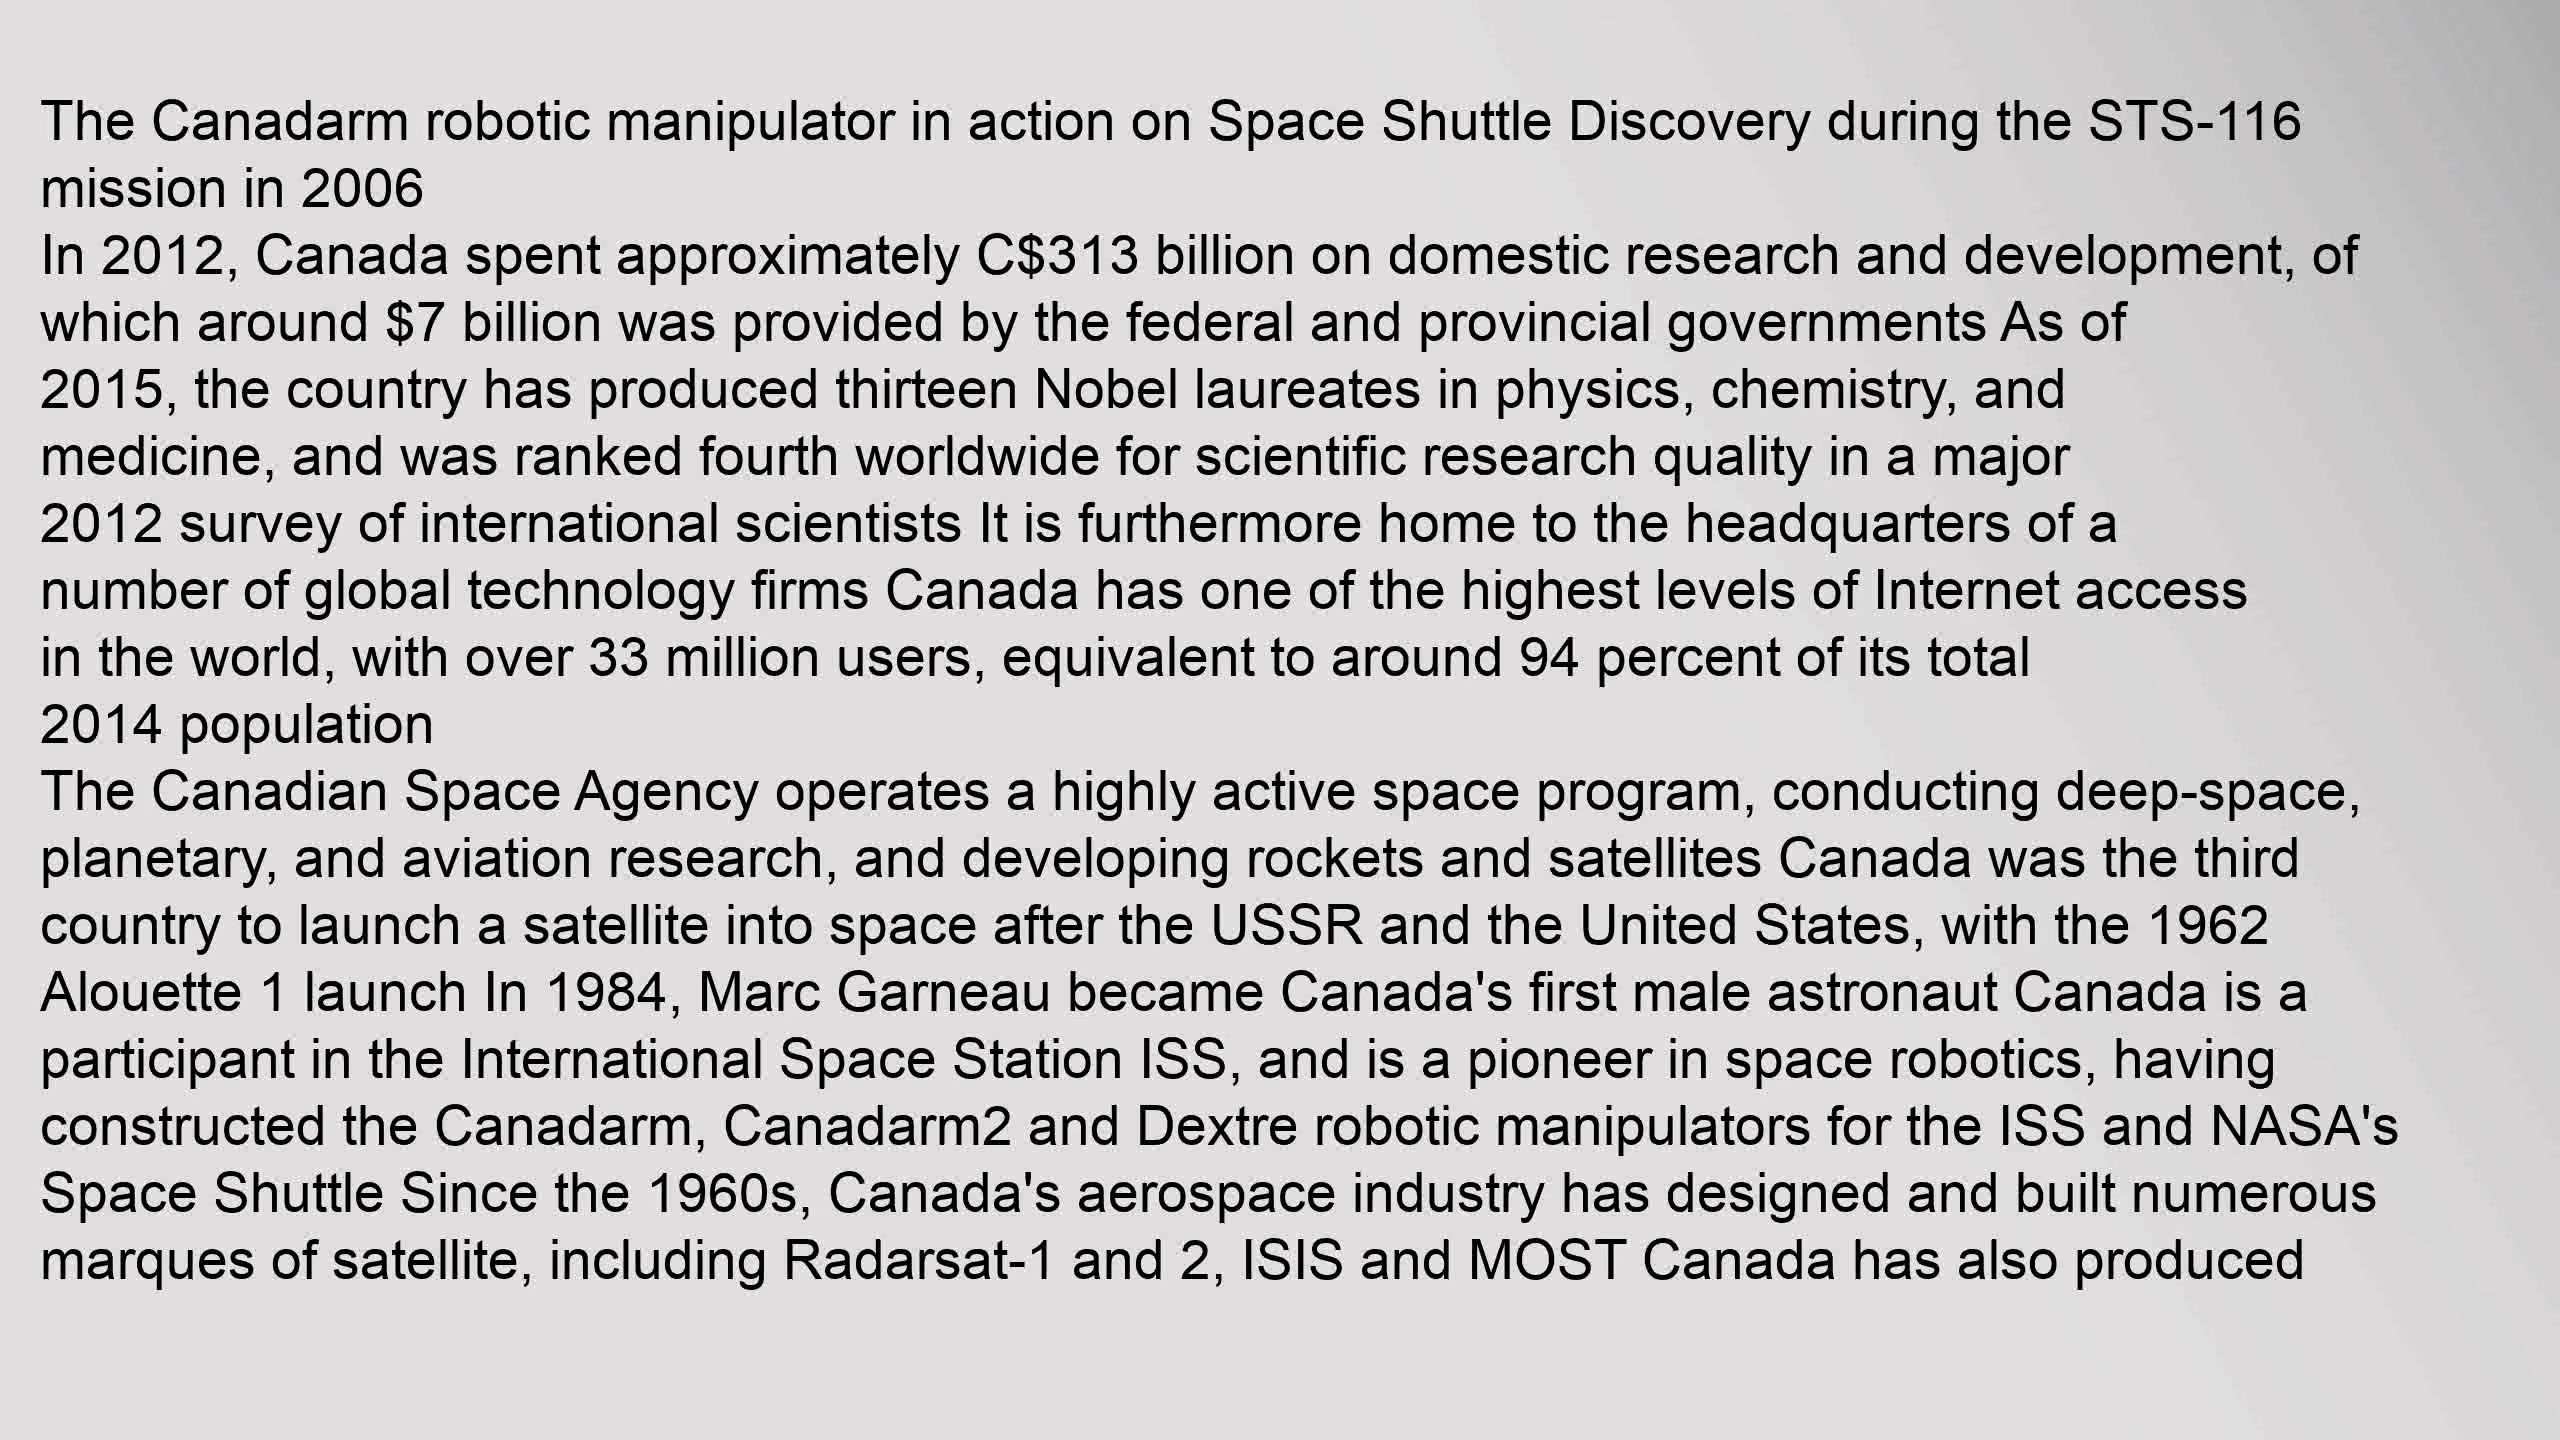 The Canadarm robotic manipulator in action on Space Shuttle Discovery during the STS-116
mission in 2006
In 2012, Canada spent approximately C$313 billion on domestic research and development, of
which around $7 billion was provided by the federal and provincial governments As of
2015, the country has produced thirteen Nobel laureates in physics, chemistry, and
medicine, and was ranked fourth worldwide for scientific research quality in a major
2012 survey of international scientists It is furthermore home to the headquarters of a
number of global technology firms Canada has one of the highest levels of Internet access
in the world, with over 33 million users, equivalent to around 94 percent of its total
2014 population
The Canadian Space Agency operates a highly active space program, conducting deep-space,
planetary, and aviation research, and developing rockets and satellites Canada was the third
country to launch a satellite into space after the USSR and the United States, with the 1962
Alouette 1 launch In 1984, Marc Garneau became Canada's first male astronaut Canada is a
participant in the International Space Station ISS, and is a pioneer in space robotics, having
constructed the Canadarm, Canadarm2 and Dextre robotic manipulators for the ISS and NASA's
Space Shuttle Since the 1960s, Canada's aerospace industry has designed and built numerous
marques of satellite, including Radarsat-1 and 2, ISIS and MOST Canada has also produced